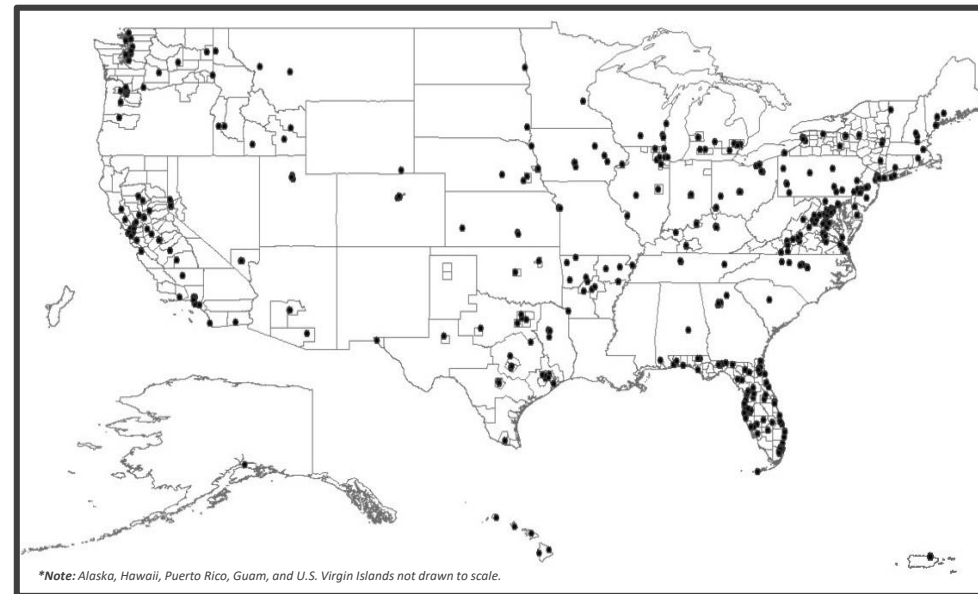 *Note: Alaska, Hawaii, Puerto Rico, Guam, and U.S. Virgin Islands not drawn to scale.